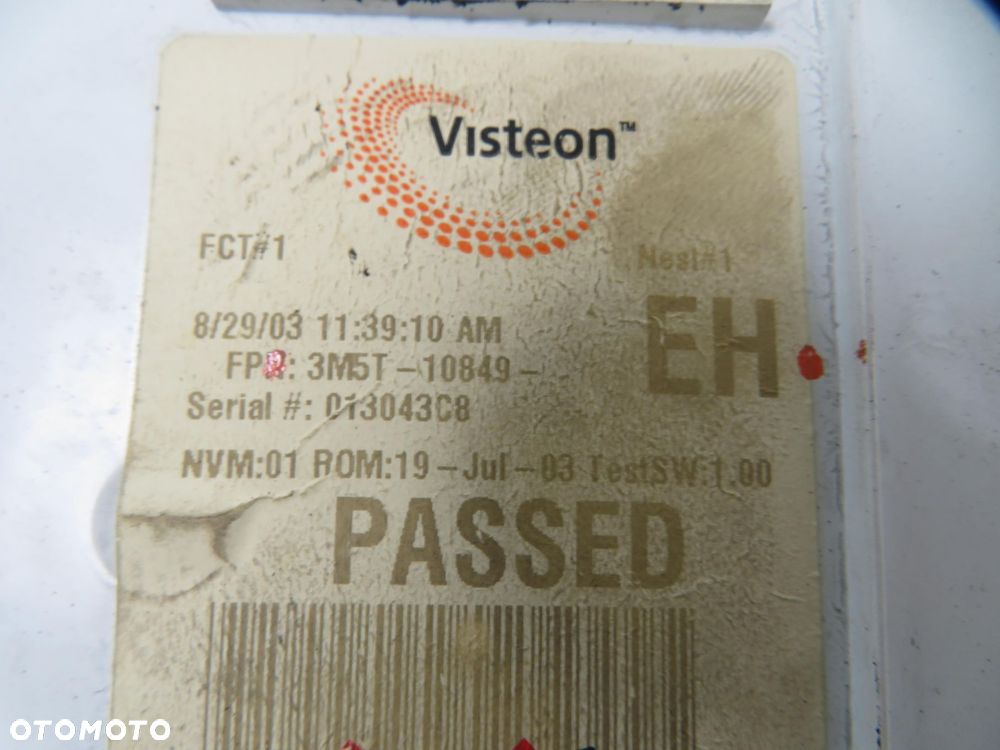 Visteon™
FCT#1 Nest#1
8/29/03 11:39:10 AM
EH
FPN: 3M5T-10849-
Serial #: 013043C8
NVM:01 ROM:19-Jul-03 TestSW:1.00
PASSED
OTOMOTO